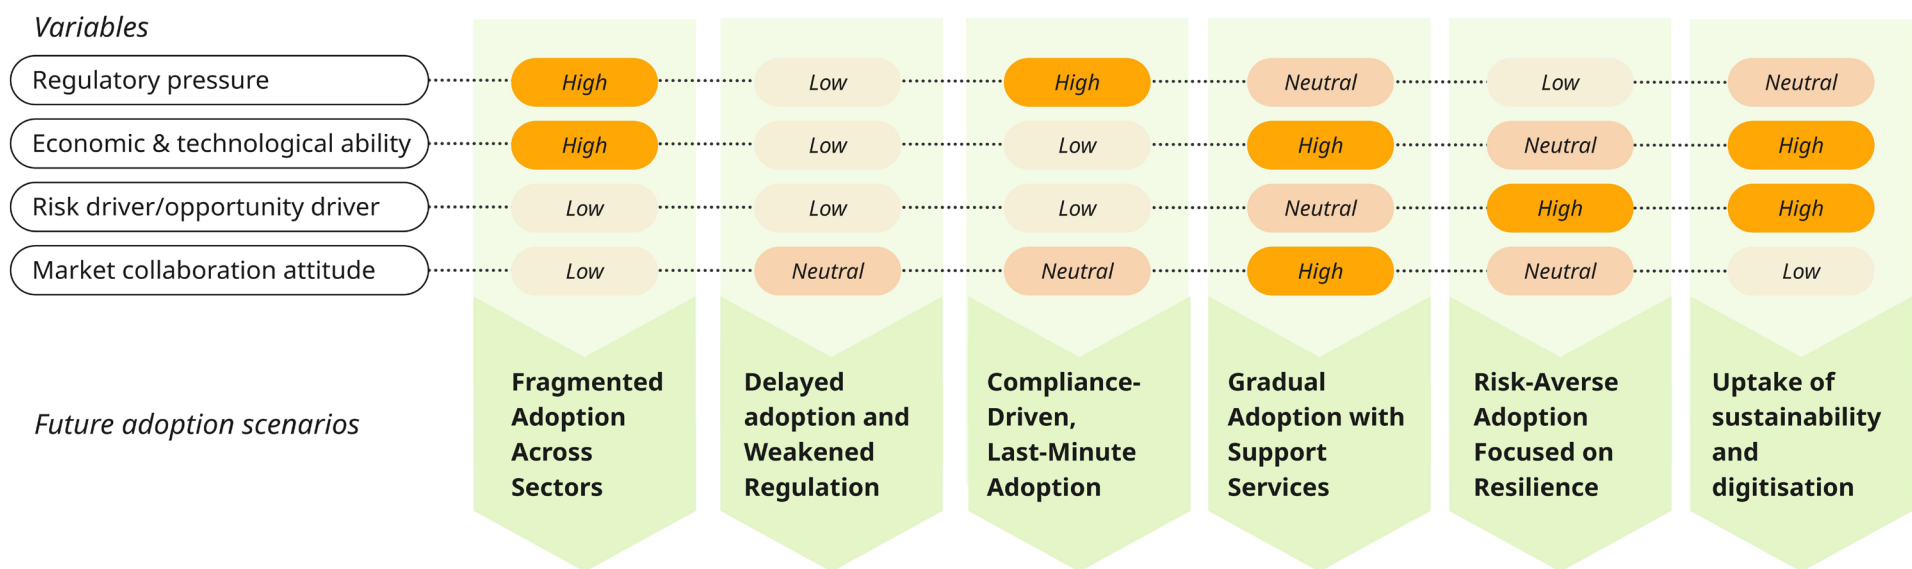 Variables
Regulatory pressure High Low High Neutral Low Neutral
Economic & technological ability High Low Low High Neutral High
Risk driver/opportunity driver Low Low Low Neutral High High
Market collaboration attitude Low Neutral Neutral High Neutral Low
Future adoption scenarios
Fragmented
Adoption
Across
Sectors
Delayed
adoption and
Weakened
Regulation
Compliance-
Driven,
Last-Minute
Adoption
Gradual
Adoption with
Support
Services
Risk-Averse
Adoption
Focused on
Resilience
Uptake of
sustainability
and
digitisation